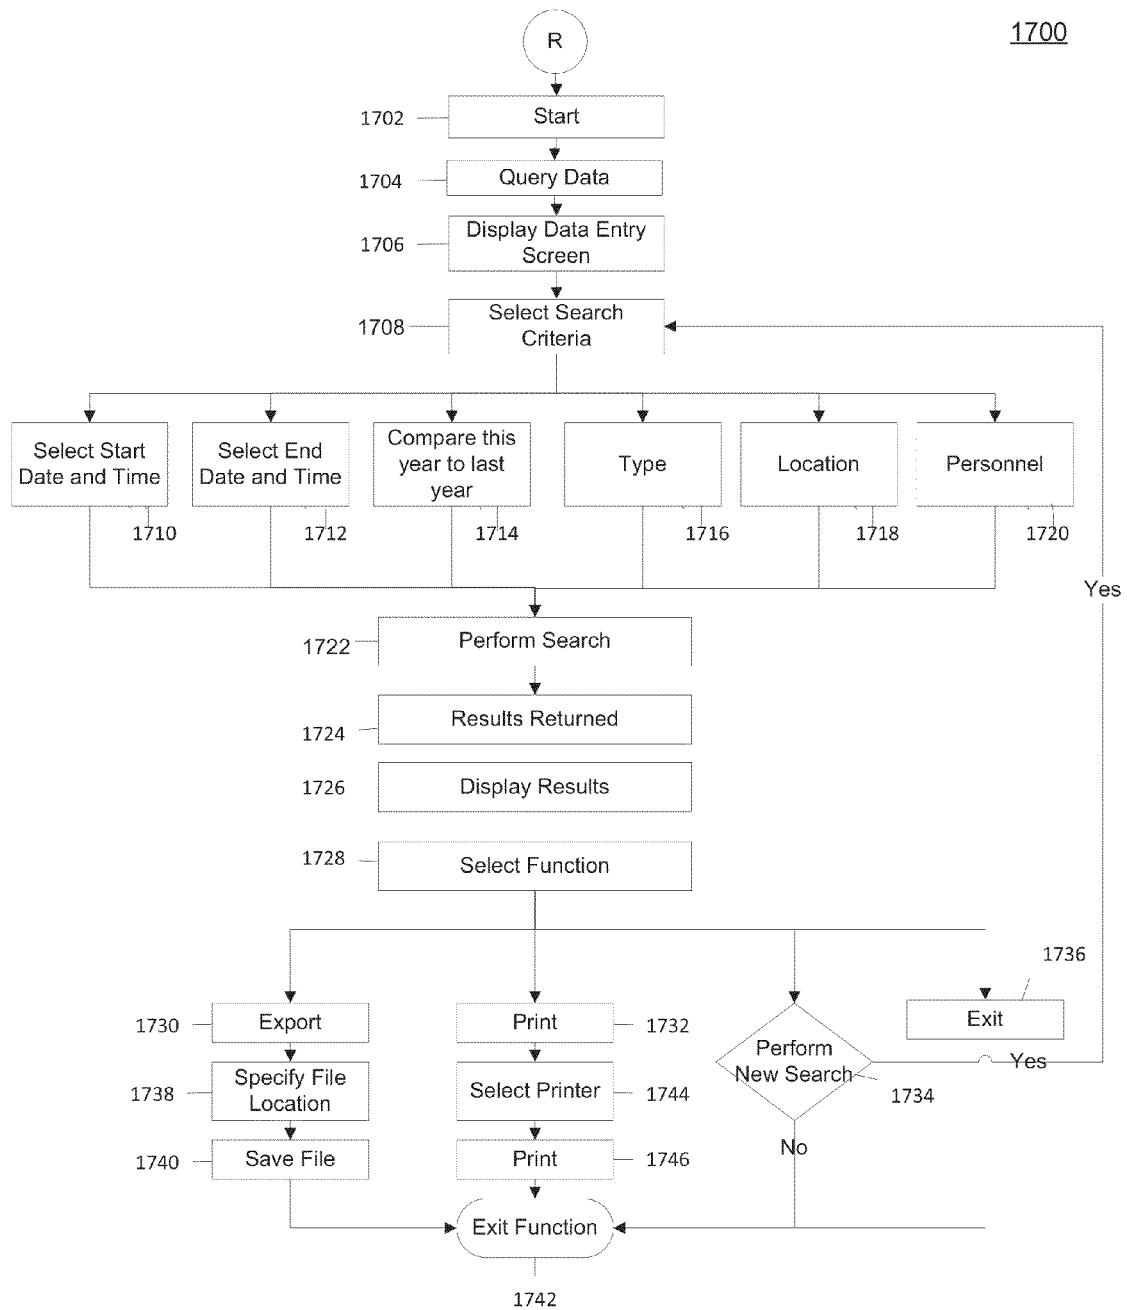 R
1700
1702
Start
1704
Query Data
1706
Display Data Entry
Screen
1708
Select Search
Criteria
Select Start
Date and Time
Select End
Date and Time
Compare this
year to last
year
Type
Location
Personnel
1710
1712
1714
1716
1718
1720
Yes
1722
Perform Search
1724
Results Returned
1726
Display Results
1728
Select Function
1736
1730
Export
Print
1732
Perform
New Search
1734
Exit
Yes
1738
Specify File
Location
Select Printer
1744
No
1740
Save File
Print
1746
Exit Function
1742